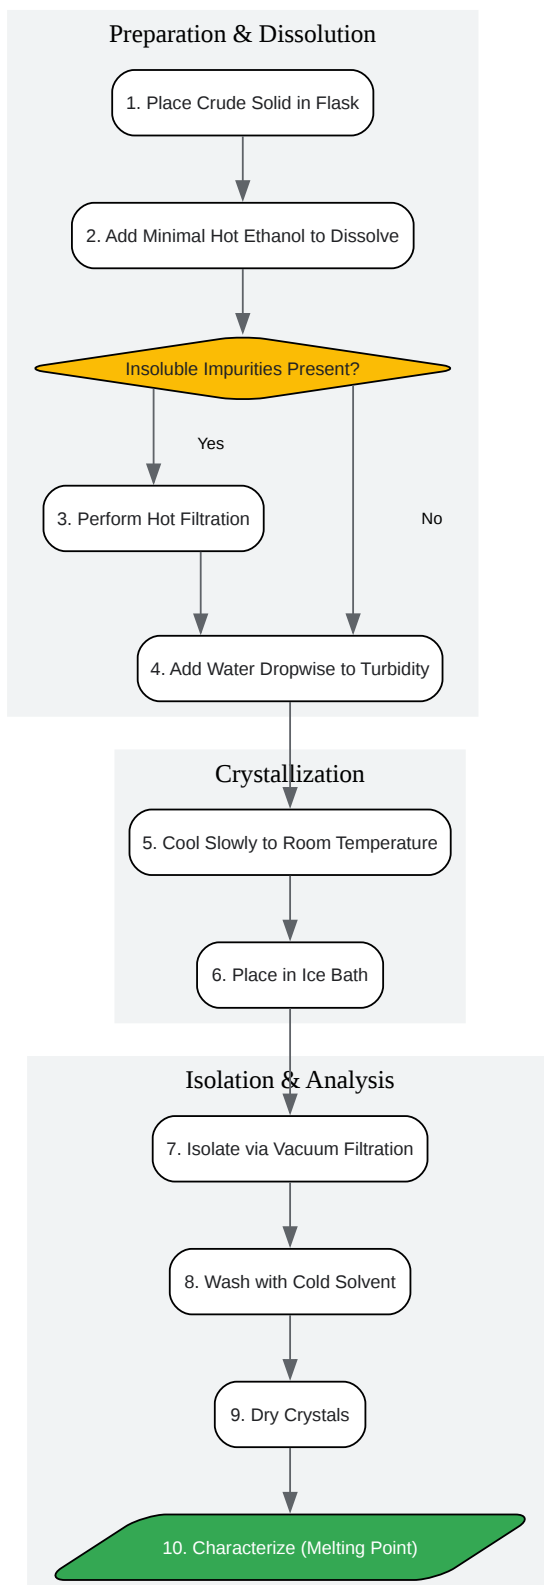 Preparation & Dissolution
1. Place Crude Solid in Flask
2. Add Minimal Hot Ethanol to Dissolve
Insoluble Impurities Present?
Yes
3. Perform Hot Filtration
No
4. Add Water Dropwise to Turbidity
Crystallization
5. Cool Slowly to Room Temperature
6. Place in Ice Bath
Isolation & Analysis
7. Isolate via Vacuum Filtration
8. Wash with Cold Solvent
9. Dry Crystals
10. Characterize (Melting Point)